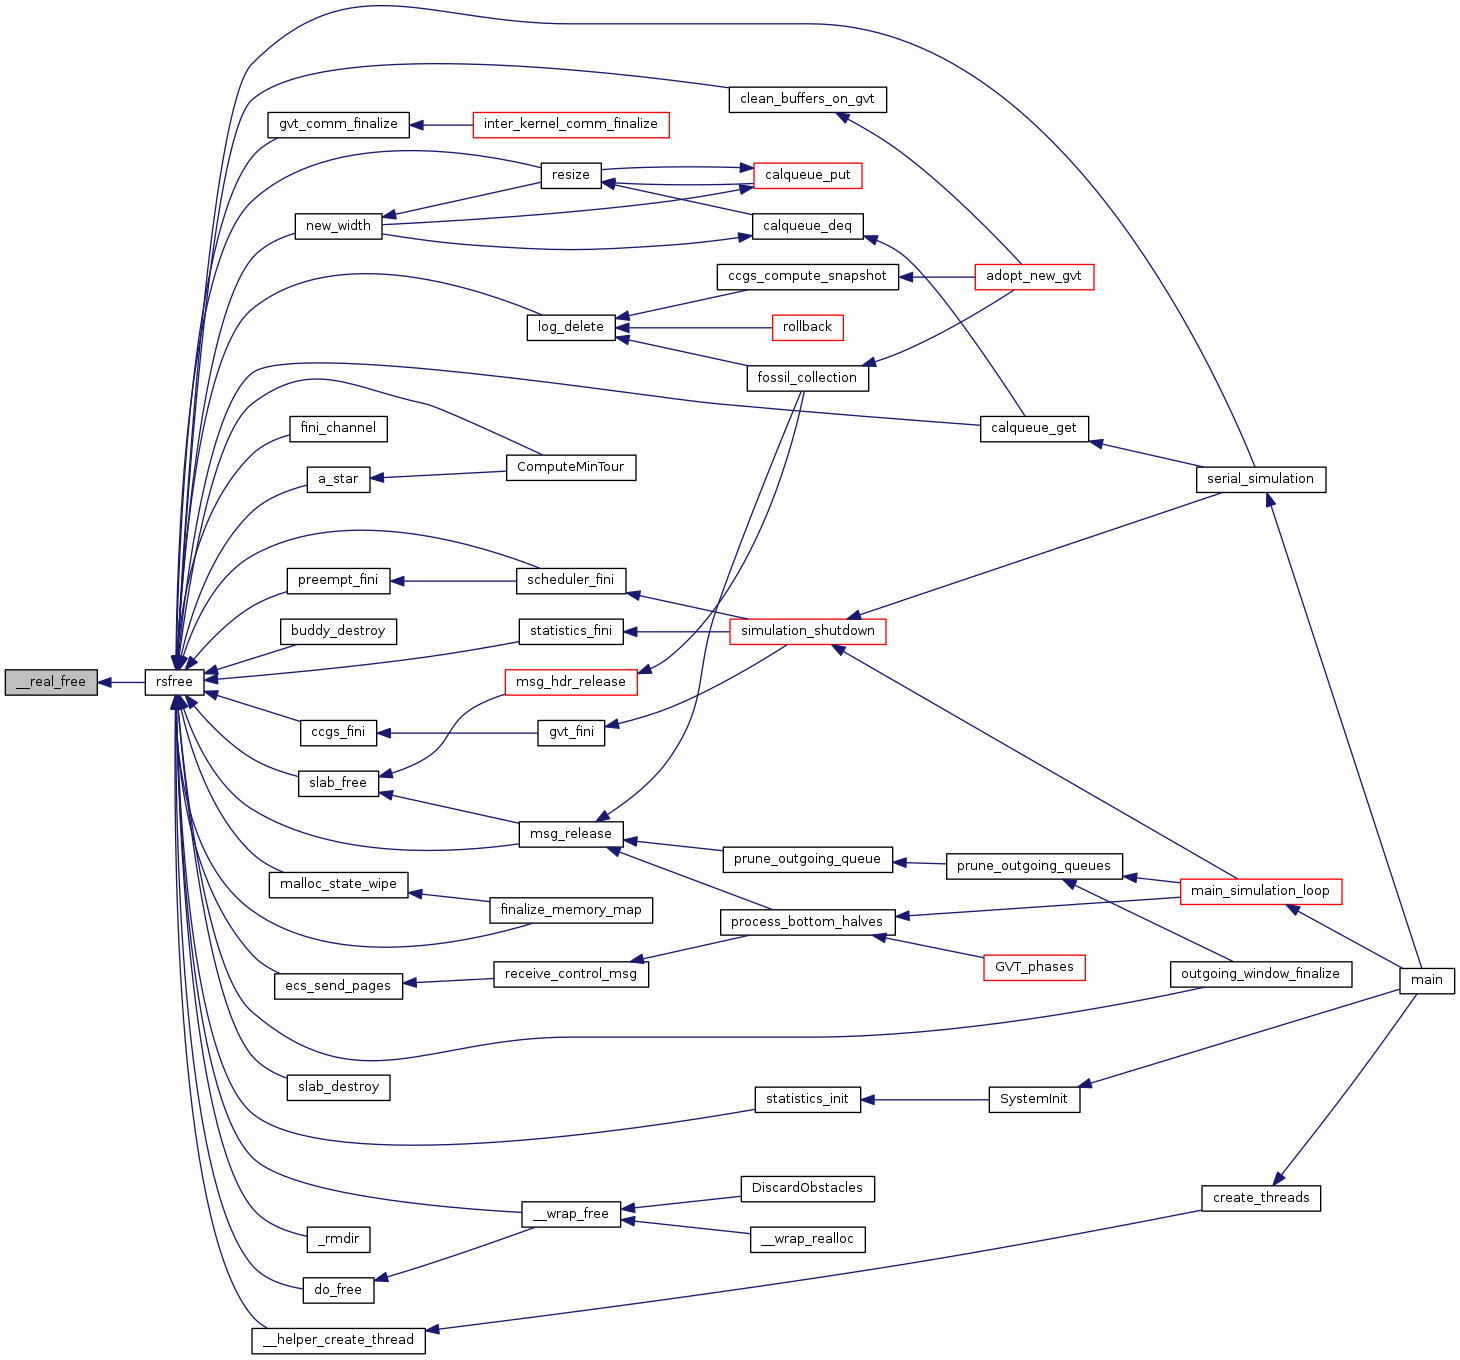 clean_buffers_on_gvt
gvt_comm_finalize
inter_kernel_comm_finalize
resize
calqueue_put
new_width
calqueue_deq
ccgs_compute_snapshot
adopt_new_gvt
log_delete
rollback
fossil_collection
fini_channel
calqueue_get
ComputeMinTour
a_star
serial_simulation
preempt_fini
scheduler_fini
buddy_destroy
statistics_fini
simulation_shutdown
__real_free
rsfree
msg_hdr_release
ccgs_fini
gvt_fini
slab_free
msg_release
prune_outgoing_queue
prune_outgoing_queues
malloc_state_wipe
main_simulation_loop
finalize_memory_map
process_bottom_halves
GVT_phases
receive_control_msg
outgoing_window_finalize
main
ecs_send_pages
slab_destroy
statistics_init
SystemInit
DiscardObstacles
create_threads
__wrap_free
_rmdir
__wrap_realloc
do_free
__helper_create_thread